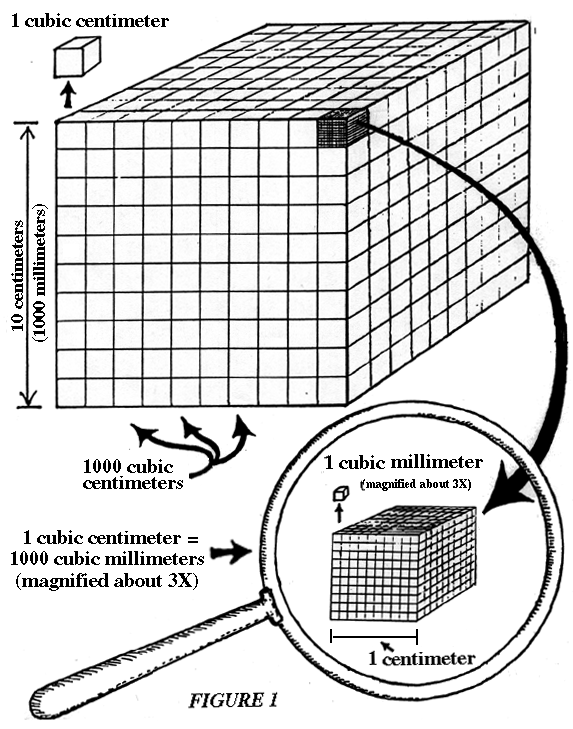 1 cubic centimeter
10 centimeters
(1000 millimeters)
1000 cubic
centimeters
1 cubic millimeter
(magnified about 3X)
1 cubic centimeter =
1000 cubic millimeters
(magnified about 3X)
1 centimeter
FIGURE 1